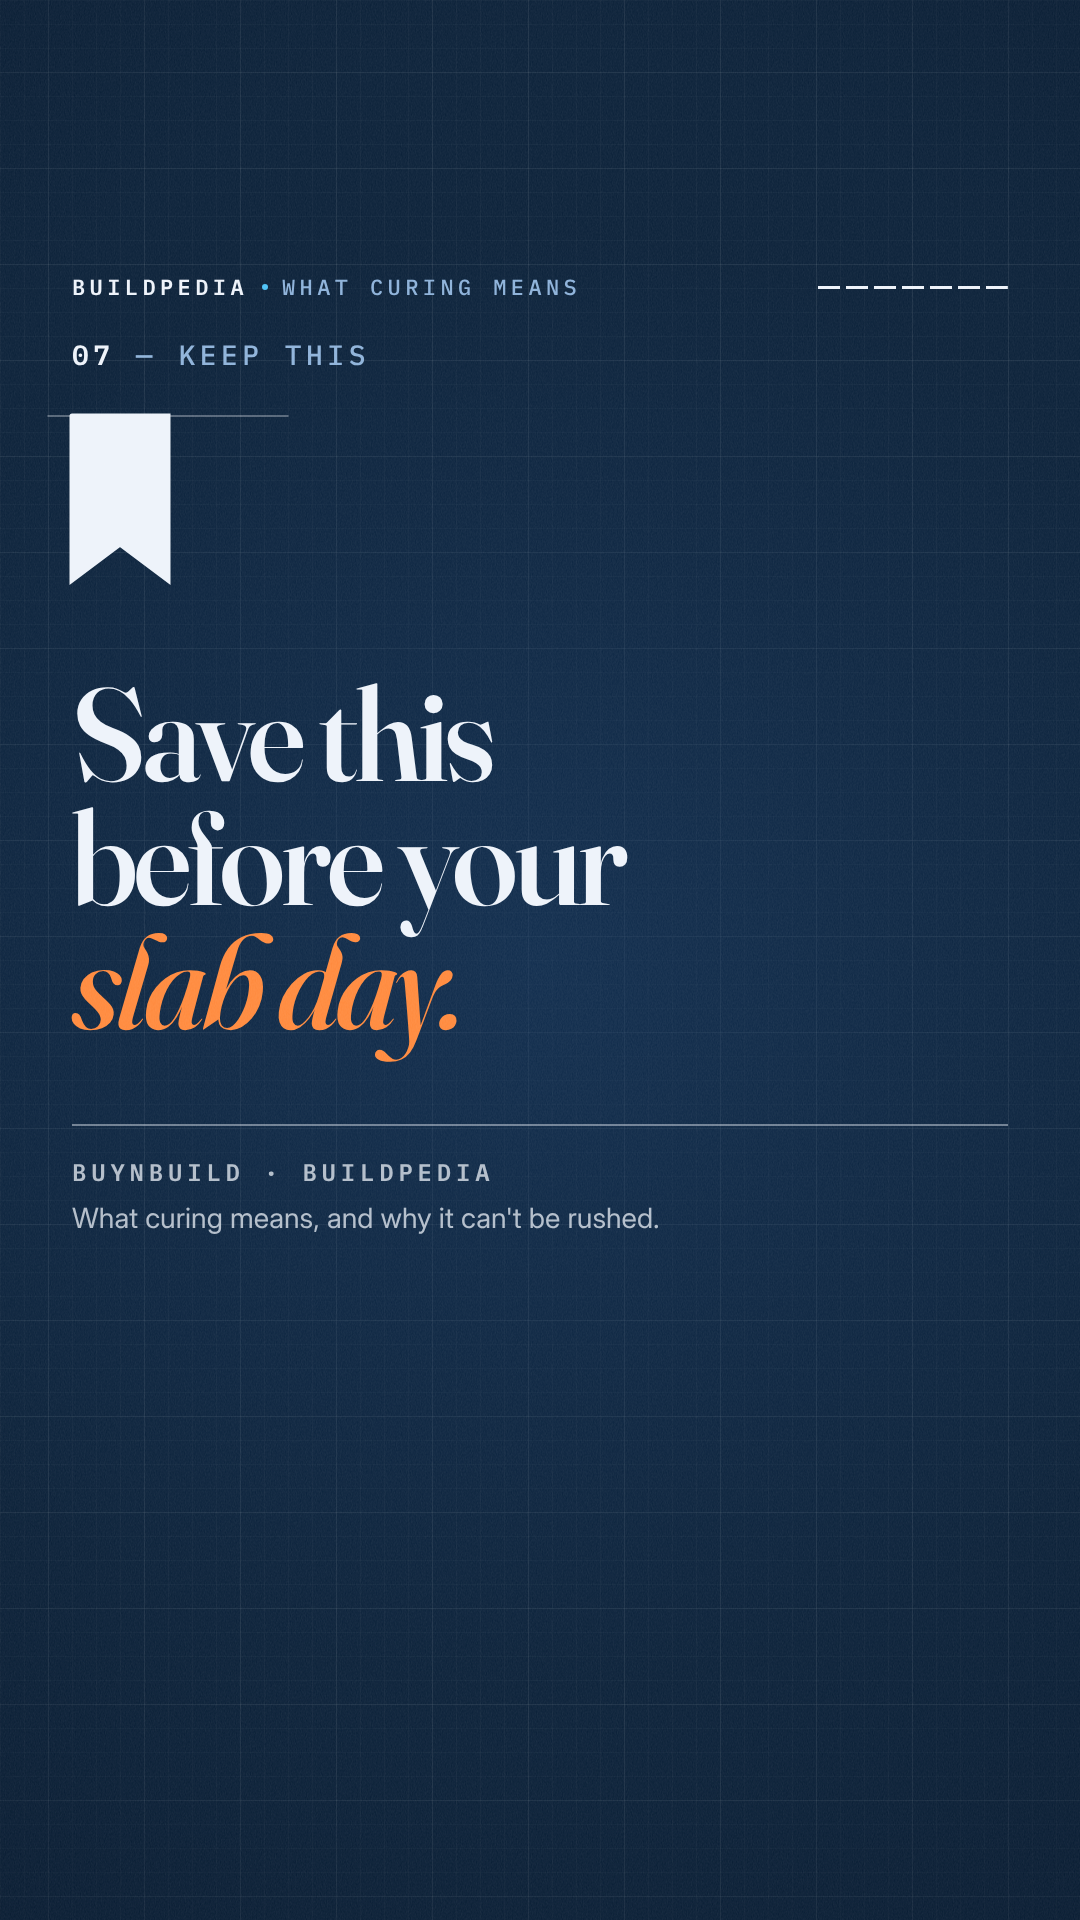 BUILDPEDIA • WHAT CURING MEANS
07 — KEEP THIS
Save this
before your
slab day.
BUYNBUILD · BUILDPEDIA
What curing means, and why it can't be rushed.